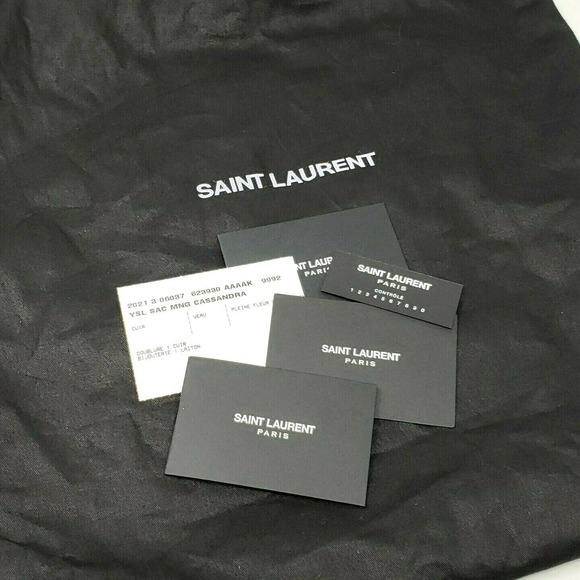 SAINT LAURENT
SAINT LAUR
PARIS
SAINT LAURENT
PARIS
CONTRÔLE
1 2 3 4 5 6 7 8 9 0
2021 3 06037 623930 AAAAK 9992
YSL SAC MNG CASSANDRA
CUIR VEAU PLEINE FLEUR
DOUBLURE : CUIR
BIJOUTERIE : LAITON
SAINT LAURENT
PARIS
SAINT LAURENT
PARIS